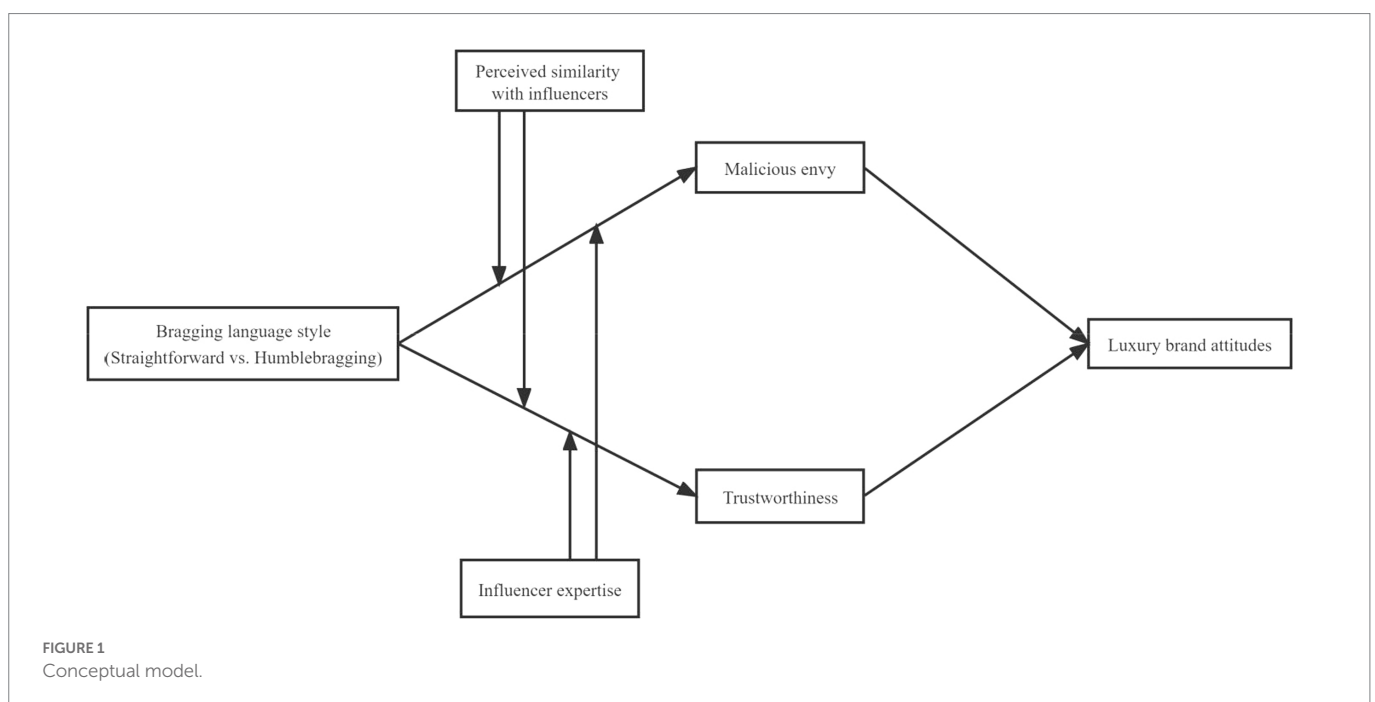 Perceived similarity
with influencers
Malicious envy
Bragging language style
(Straightforward vs. Humblebragging)
Luxury brand attitudes
Trustworthiness
Influencer expertise
FIGURE 1
Conceptual model.